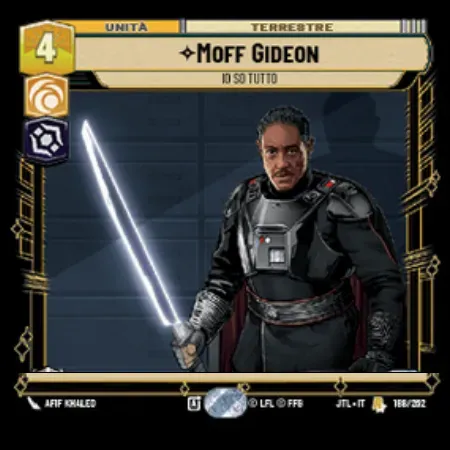 UNITÀ TERRESTRE
4
MOFF GIDEON
IO SO TUTTO
AFIF KHALED
A
© LFL © FFG
JTL • IT
188/262